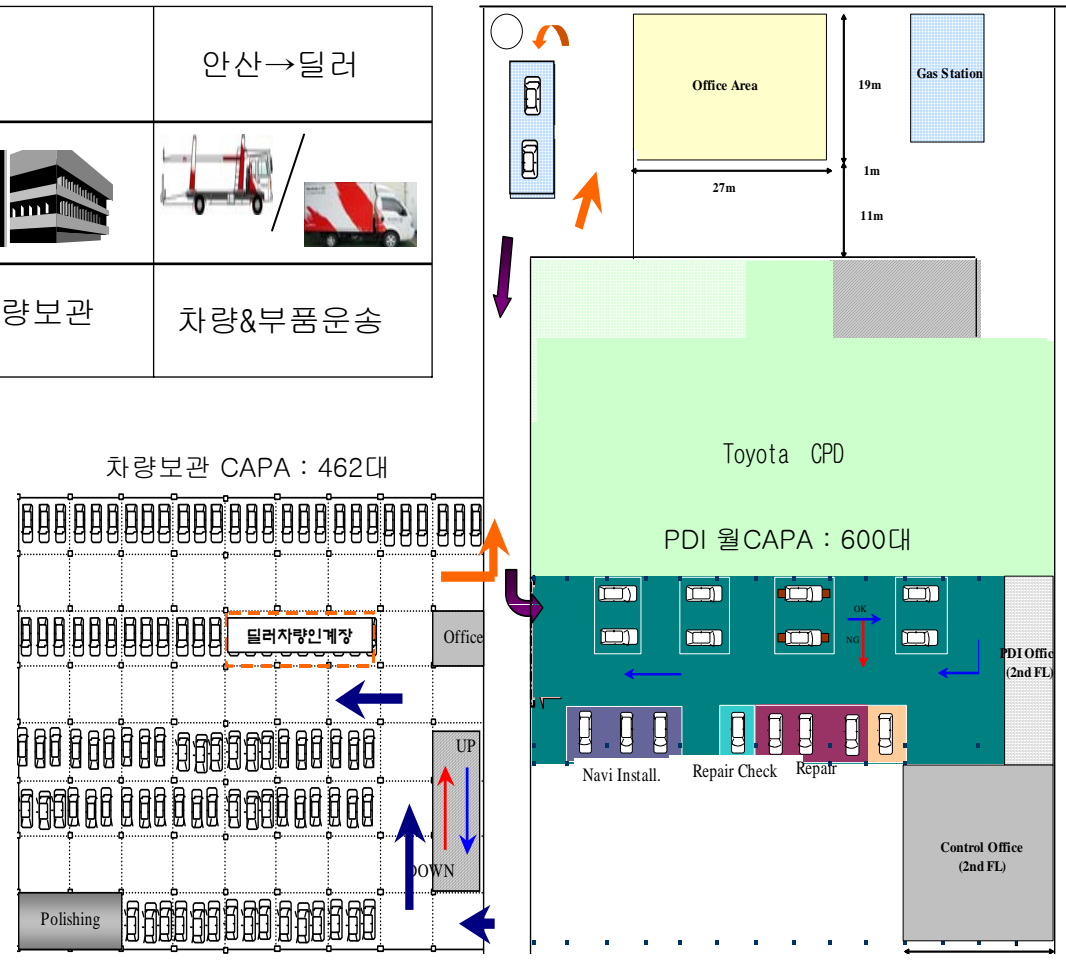 안산→딜러
량보관
차량&부품운송
Office Area
19m
Gas Station
27m
1m
11m
Toyota CPD
차량보관 CAPA : 462대
PDI 월CAPA : 600대
딜러차량인계장
Office
OK
NG
PDI Offic
(2nd FL)
UP
DOWN
Navi Install.
Repair Check
Repair
Control Office
(2nd FL)
Polishing